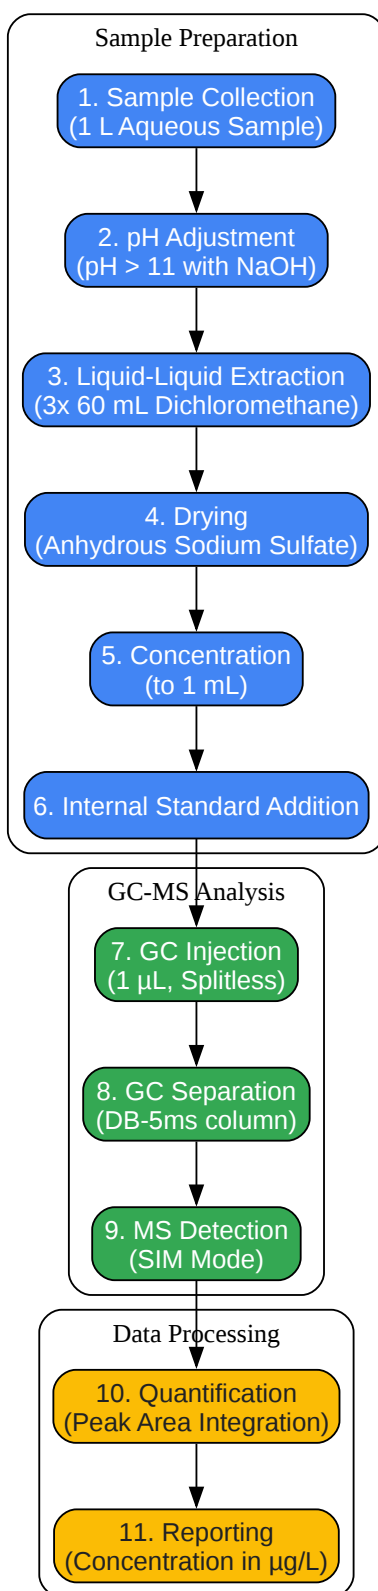 Sample Preparation
1. Sample Collection
(1 L Aqueous Sample)
2. pH Adjustment
(pH > 11 with NaOH)
3. Liquid-Liquid Extraction
(3x 60 mL Dichloromethane)
4. Drying
(Anhydrous Sodium Sulfate)
5. Concentration
(to 1 mL)
6. Internal Standard Addition
GC-MS Analysis
7. GC Injection
(1 µL, Splitless)
8. GC Separation
(DB-5ms column)
9. MS Detection
(SIM Mode)
Data Processing
10. Quantification
(Peak Area Integration)
11. Reporting
(Concentration in µg/L)